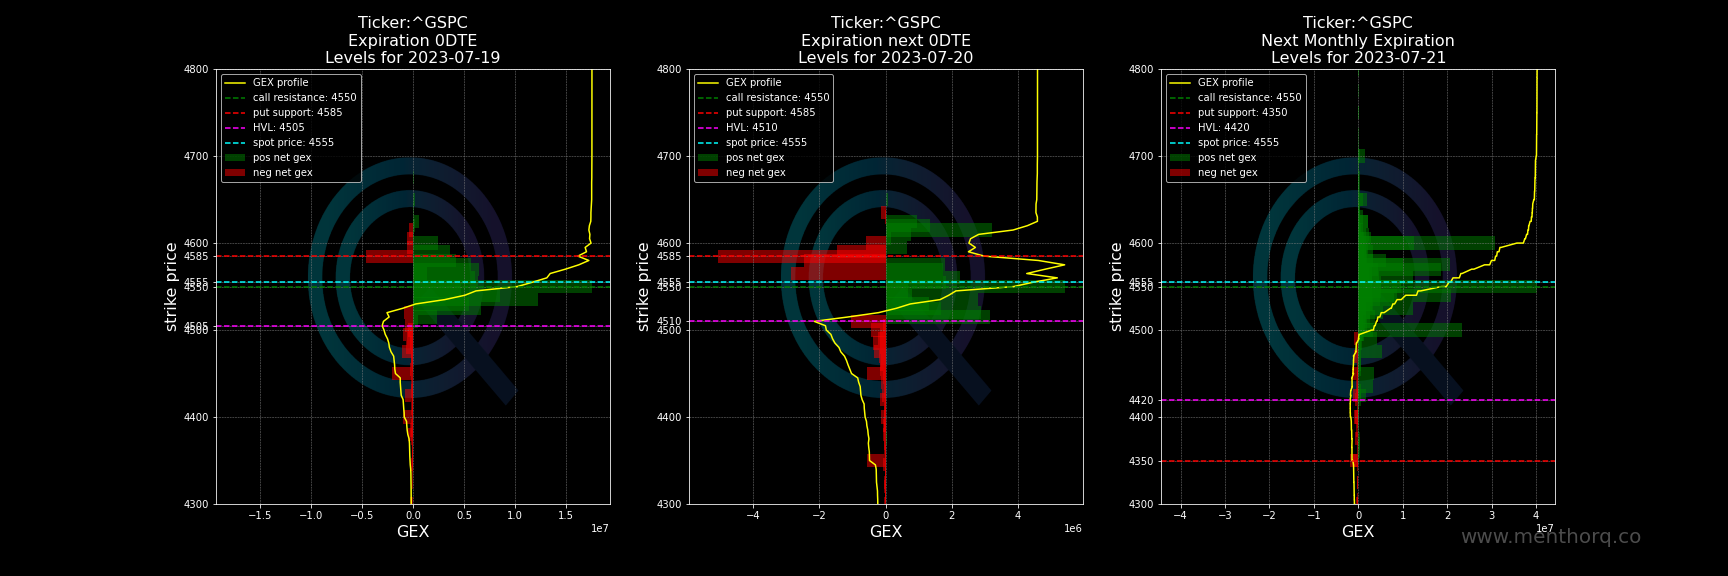 Ticker:^GSPC
Expiration 0DTE
Levels for 2023-07-19
GEX profile
call resistance: 4550
put support: 4585
HVL: 4505
spot price: 4555
pos net gex
neg net gex
4800
4700
4600
4585
4555
4550
4505
4500
4400
4300
strike price
−1.5 −1.0 −0.5 0.0 0.5 1.0 1.5
1e7
GEX
Ticker:^GSPC
Expiration next 0DTE
Levels for 2023-07-20
GEX profile
call resistance: 4550
put support: 4585
HVL: 4510
spot price: 4555
pos net gex
neg net gex
4800
4700
4600
4585
4555
4550
4510
4500
4400
4300
strike price
−4 −2 0 2 4
1e6
GEX
Ticker:^GSPC
Next Monthly Expiration
Levels for 2023-07-21
GEX profile
call resistance: 4550
put support: 4350
HVL: 4420
spot price: 4555
pos net gex
neg net gex
4800
4700
4600
4555
4550
4500
4420
4400
4350
4300
strike price
−4 −3 −2 −1 0 1 2 3 4
1e7
GEX
www.menthorq.co